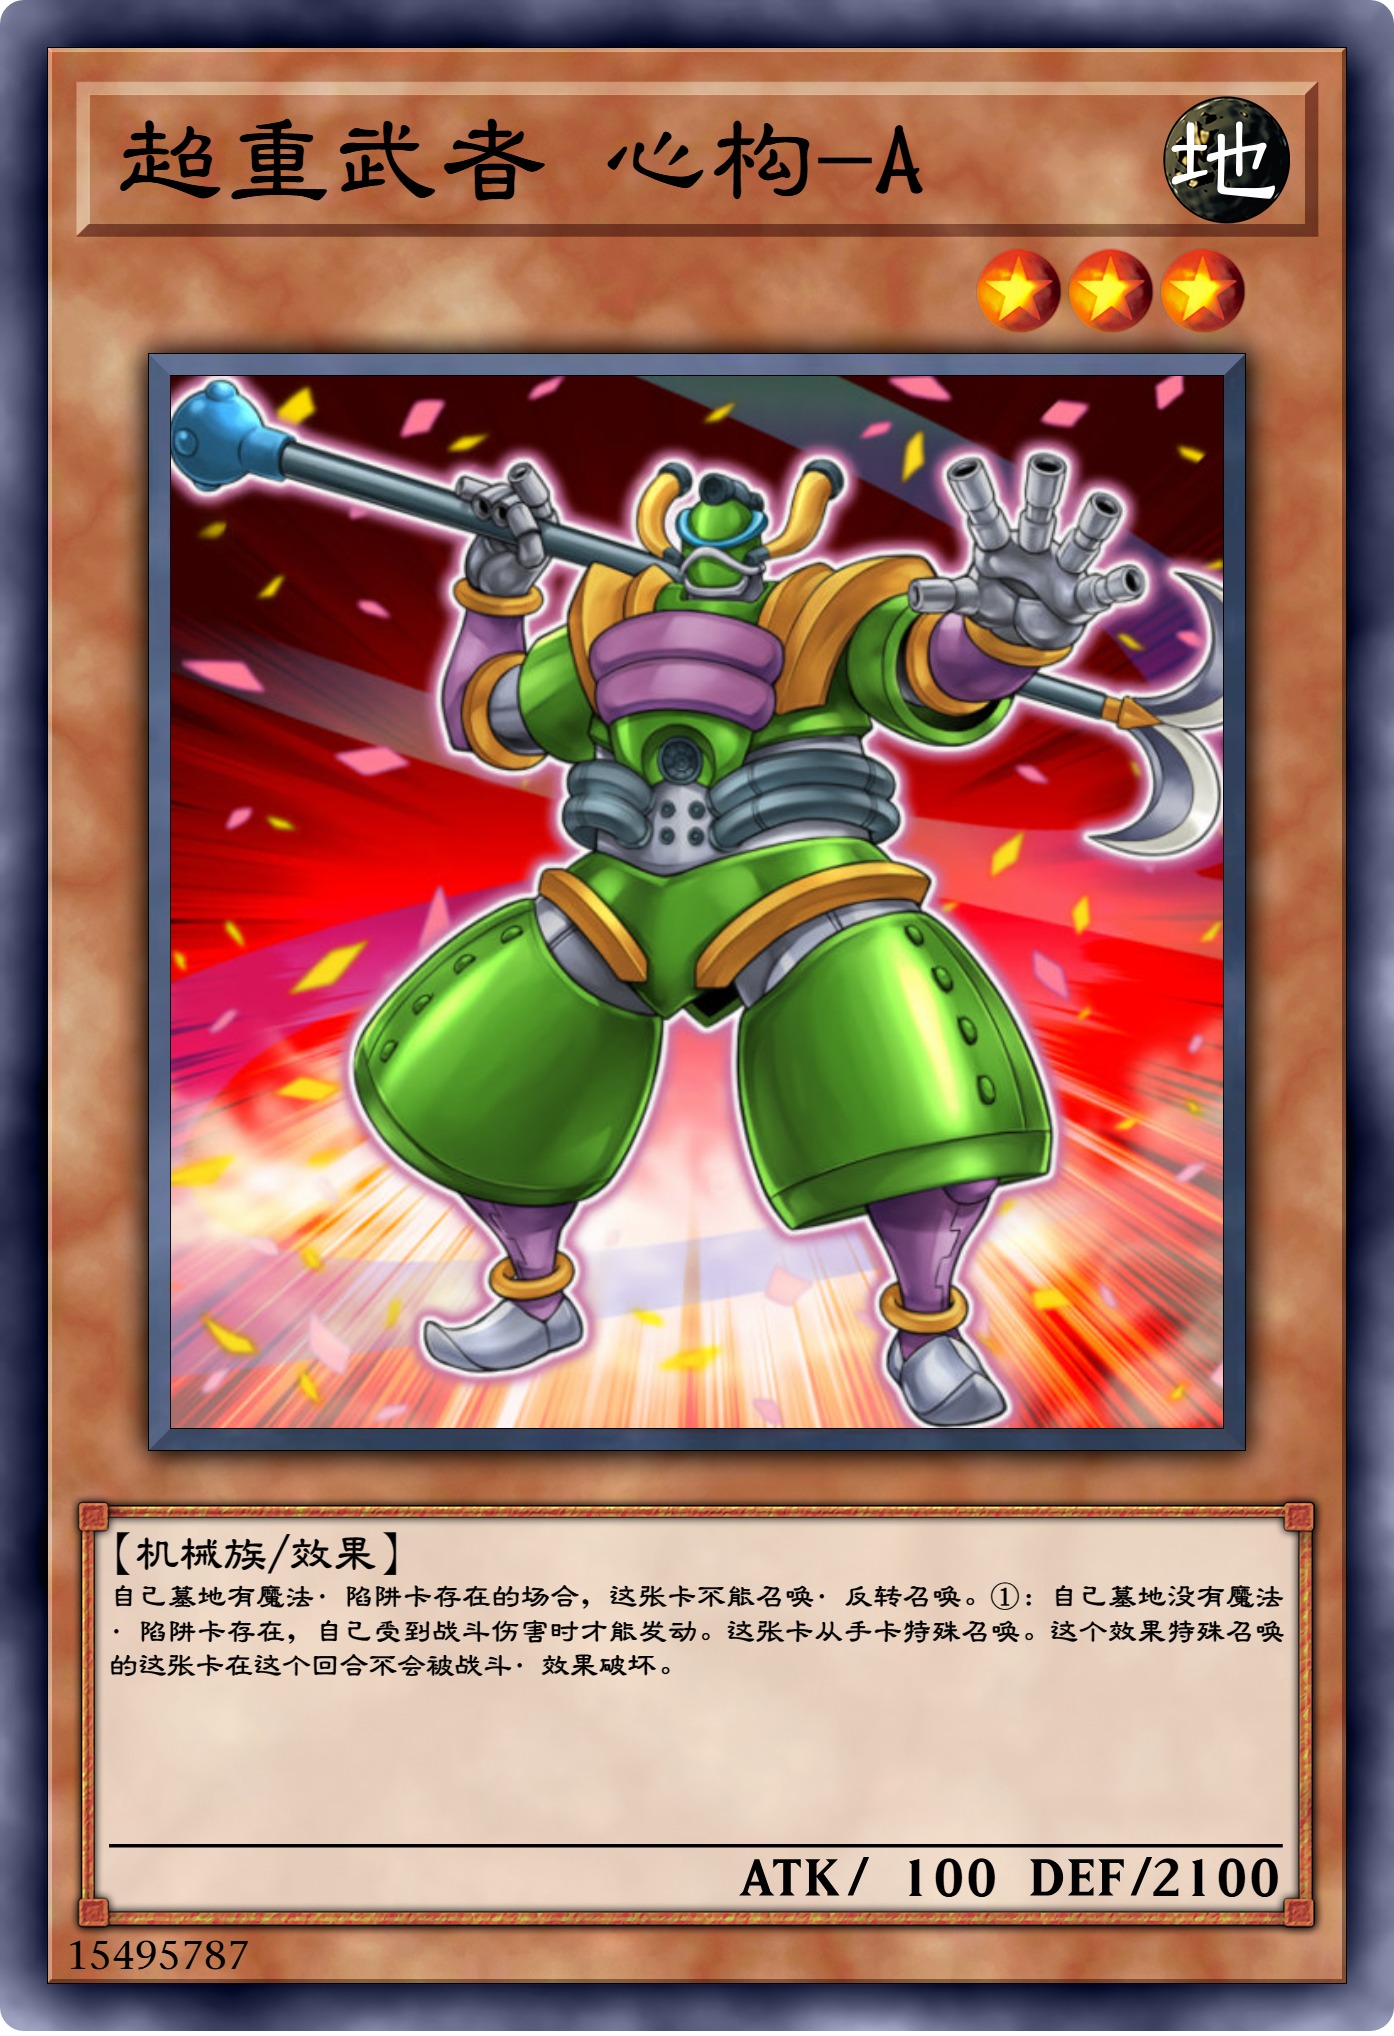 超重武者 心构-A
地
【机械族/效果】
自己墓地有魔法·陷阱卡存在的场合，这张卡不能召唤·反转召唤。①：自己墓地没有魔法
·陷阱卡存在，自己受到战斗伤害时才能发动。这张卡从手卡特殊召唤。这个效果特殊召唤
的这张卡在这个回合不会被战斗·效果破坏。
ATK/ 100 DEF/2100
15495787